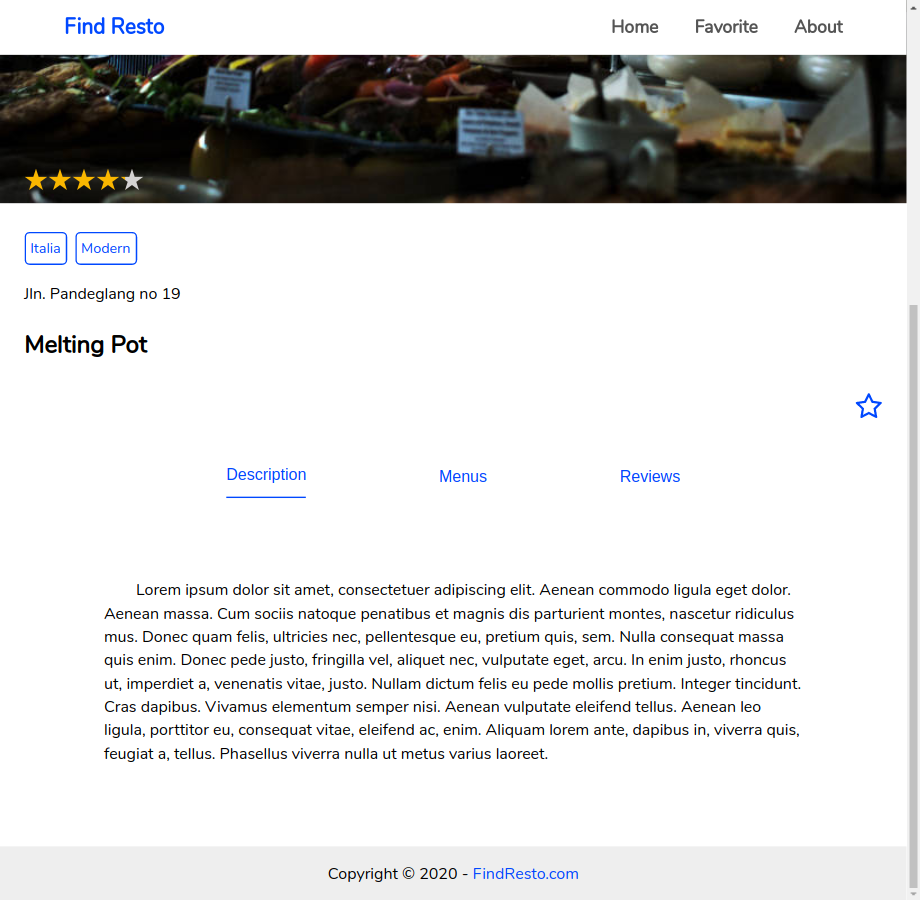 Find Resto
Home Favorite About
Italia Modern
Jln. Pandeglang no 19
Melting Pot
Description Menus Reviews
Lorem ipsum dolor sit amet, consectetuer adipiscing elit. Aenean commodo ligula eget dolor.
Aenean massa. Cum sociis natoque penatibus et magnis dis parturient montes, nascetur ridiculus
mus. Donec quam felis, ultricies nec, pellentesque eu, pretium quis, sem. Nulla consequat massa
quis enim. Donec pede justo, fringilla vel, aliquet nec, vulputate eget, arcu. In enim justo, rhoncus
ut, imperdiet a, venenatis vitae, justo. Nullam dictum felis eu pede mollis pretium. Integer tincidunt.
Cras dapibus. Vivamus elementum semper nisi. Aenean vulputate eleifend tellus. Aenean leo
ligula, porttitor eu, consequat vitae, eleifend ac, enim. Aliquam lorem ante, dapibus in, viverra quis,
feugiat a, tellus. Phasellus viverra nulla ut metus varius laoreet.
Copyright © 2020 - FindResto.com